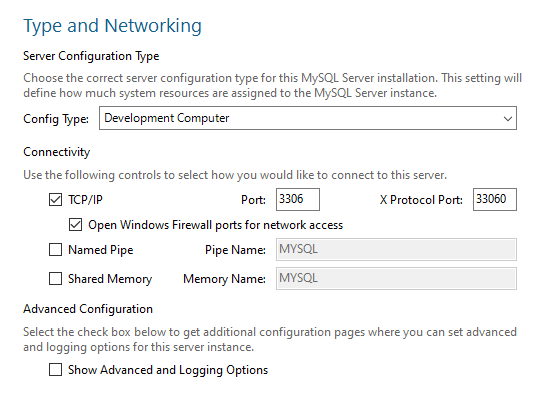 Type and Networking
Server Configuration Type
Choose the correct server configuration type for this MySQL Server installation. This setting will
define how much system resources are assigned to the MySQL Server instance.
Config Type: Development Computer
Connectivity
Use the following controls to select how you would like to connect to this server.
TCP/IP Port: 3306 X Protocol Port: 33060
Open Windows Firewall ports for network access
Named Pipe Pipe Name: MYSQL
Shared Memory Memory Name: MYSQL
Advanced Configuration
Select the check box below to get additional configuration pages where you can set advanced
and logging options for this server instance.
Show Advanced and Logging Options